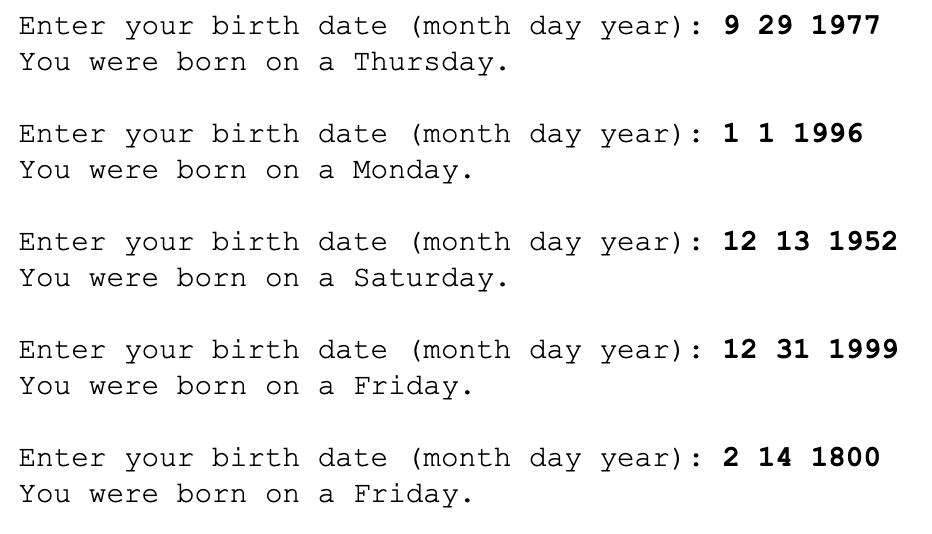 Enter your birth date (month day year): 9 29 1977
You were born on a Thursday.
Enter your birth date (month day year): 1 1 1996
You were born on a Monday.
Enter your birth date (month day year): 12 13 1952
You were born on a Saturday.
Enter your birth date (month day year): 12 31 1999
You were born on a Friday.
Enter your birth date (month day year): 2 14 1800
You were born on a Friday.